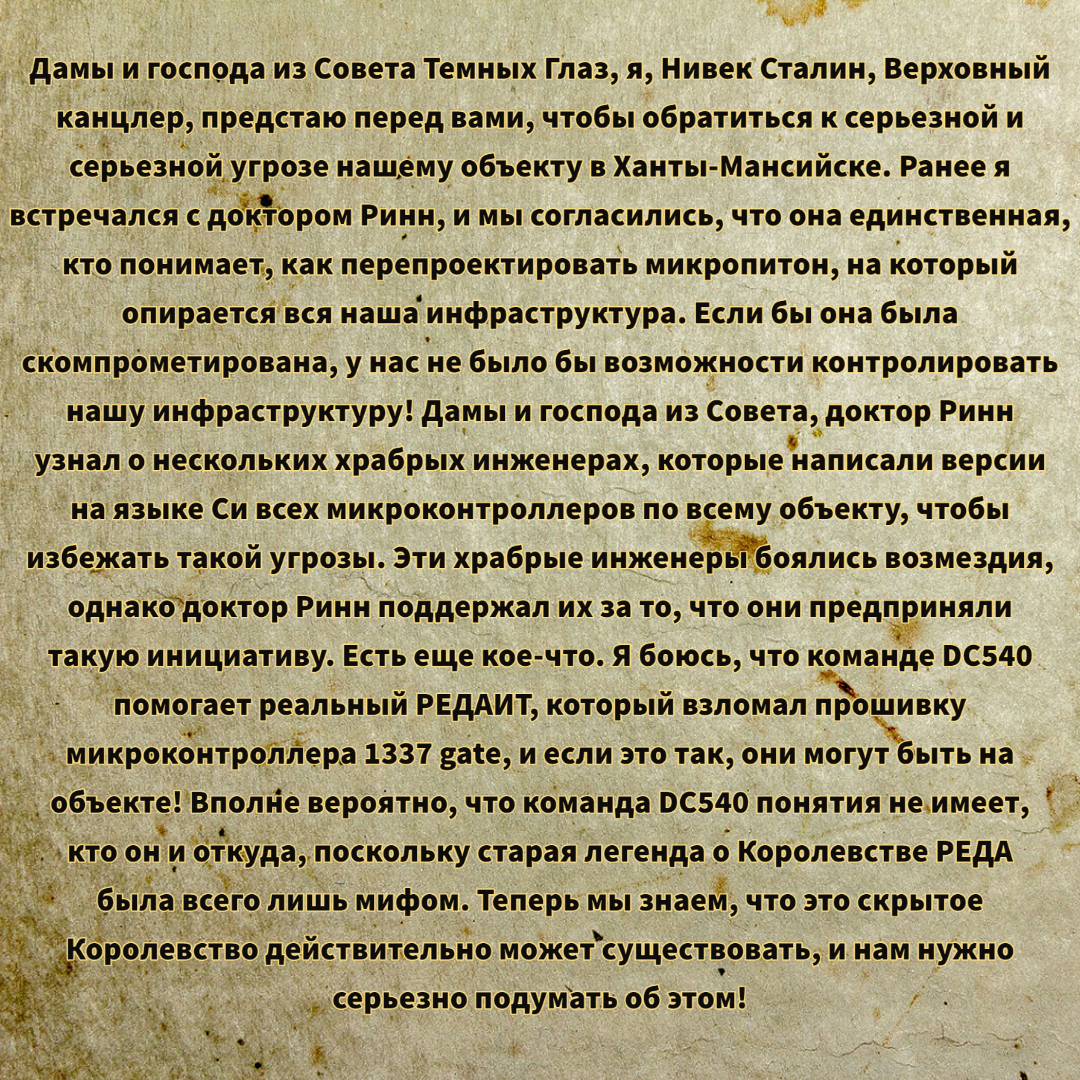 Дамы и господа из Совета Темных Глаз, я, Нивек Сталин, Верховный
канцлер, предстаю перед вами, чтобы обратиться к серьезной и
серьезной угрозе нашему объекту в Ханты-Мансийске. Ранее я
встречался с доктором Ринн, и мы согласились, что она единственная,
кто понимает, как перепроектировать микропитон, на который
опирается вся наша инфраструктура. Если бы она была
скомпрометирована, у нас не было бы возможности контролировать
нашу инфраструктуру! Дамы и господа из Совета, доктор Ринн
узнал о нескольких храбрых инженерах, которые написали версии
на языке Си всех микроконтроллеров по всему объекту, чтобы
избежать такой угрозы. Эти храбрые инженеры боялись возмездия,
однако доктор Ринн поддержал их за то, что они предприняли
такую инициативу. Есть еще кое-что. Я боюсь, что команде DC540
помогает реальный РЕДАИТ, который взломал прошивку
микроконтроллера 1337 gate, и если это так, они могут быть на
объекте! Вполне вероятно, что команда DC540 понятия не имеет,
кто он и откуда, поскольку старая легенда о Королевстве РЕДА
была всего лишь мифом. Теперь мы знаем, что это скрытое
Королевство действительно может существовать, и нам нужно
серьезно подумать об этом!